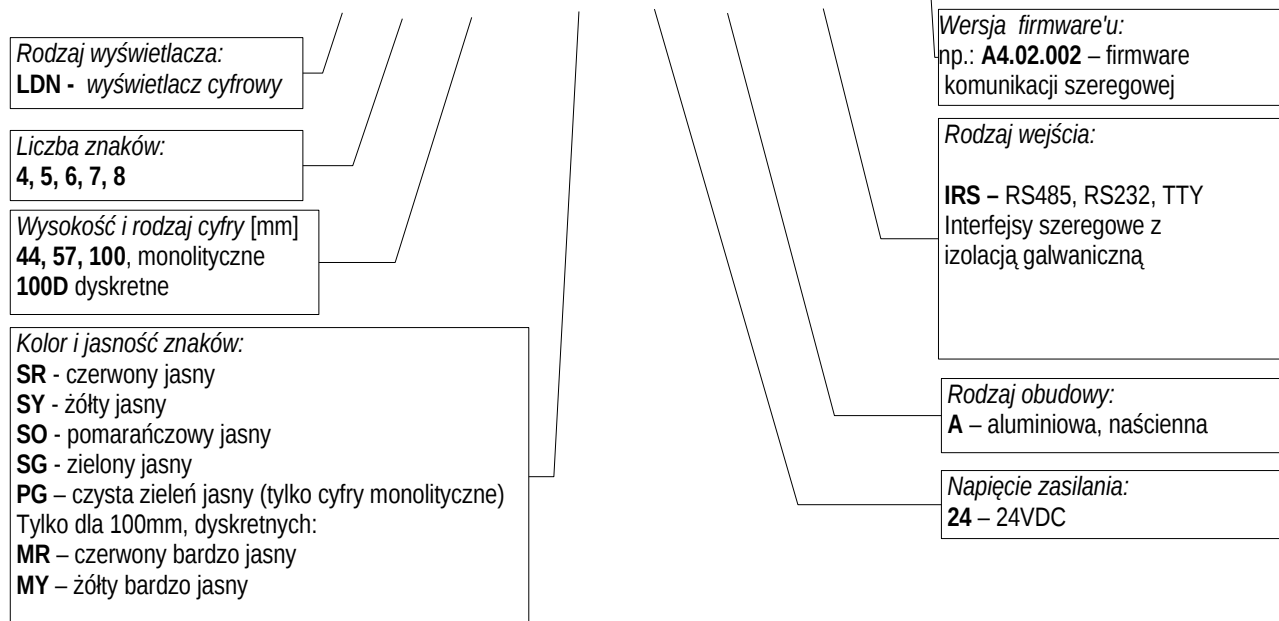 Rodzaj wyświetlacza:
LDN - wyświetlacz cyfrowy
Liczba znaków:
4, 5, 6, 7, 8
Wysokość i rodzaj cyfry [mm]
44, 57, 100, monolityczne
100D dyskretne
Kolor i jasność znaków:
SR - czerwony jasny
SY - żółty jasny
SO - pomarańczowy jasny
SG - zielony jasny
PG – czysta zieleń jasny (tylko cyfry monolityczne)
Tylko dla 100mm, dyskretnych:
MR – czerwony bardzo jasny
MY – żółty bardzo jasny
Wersja firmware'u:
np.: A4.02.002 – firmware
komunikacji szeregowej
Rodzaj wejścia:
IRS – RS485, RS232, TTY
Interfejsy szeregowe z
izolacją galwaniczną
Rodzaj obudowy:
A – aluminiowa, naścienna
Napięcie zasilania:
24 – 24VDC